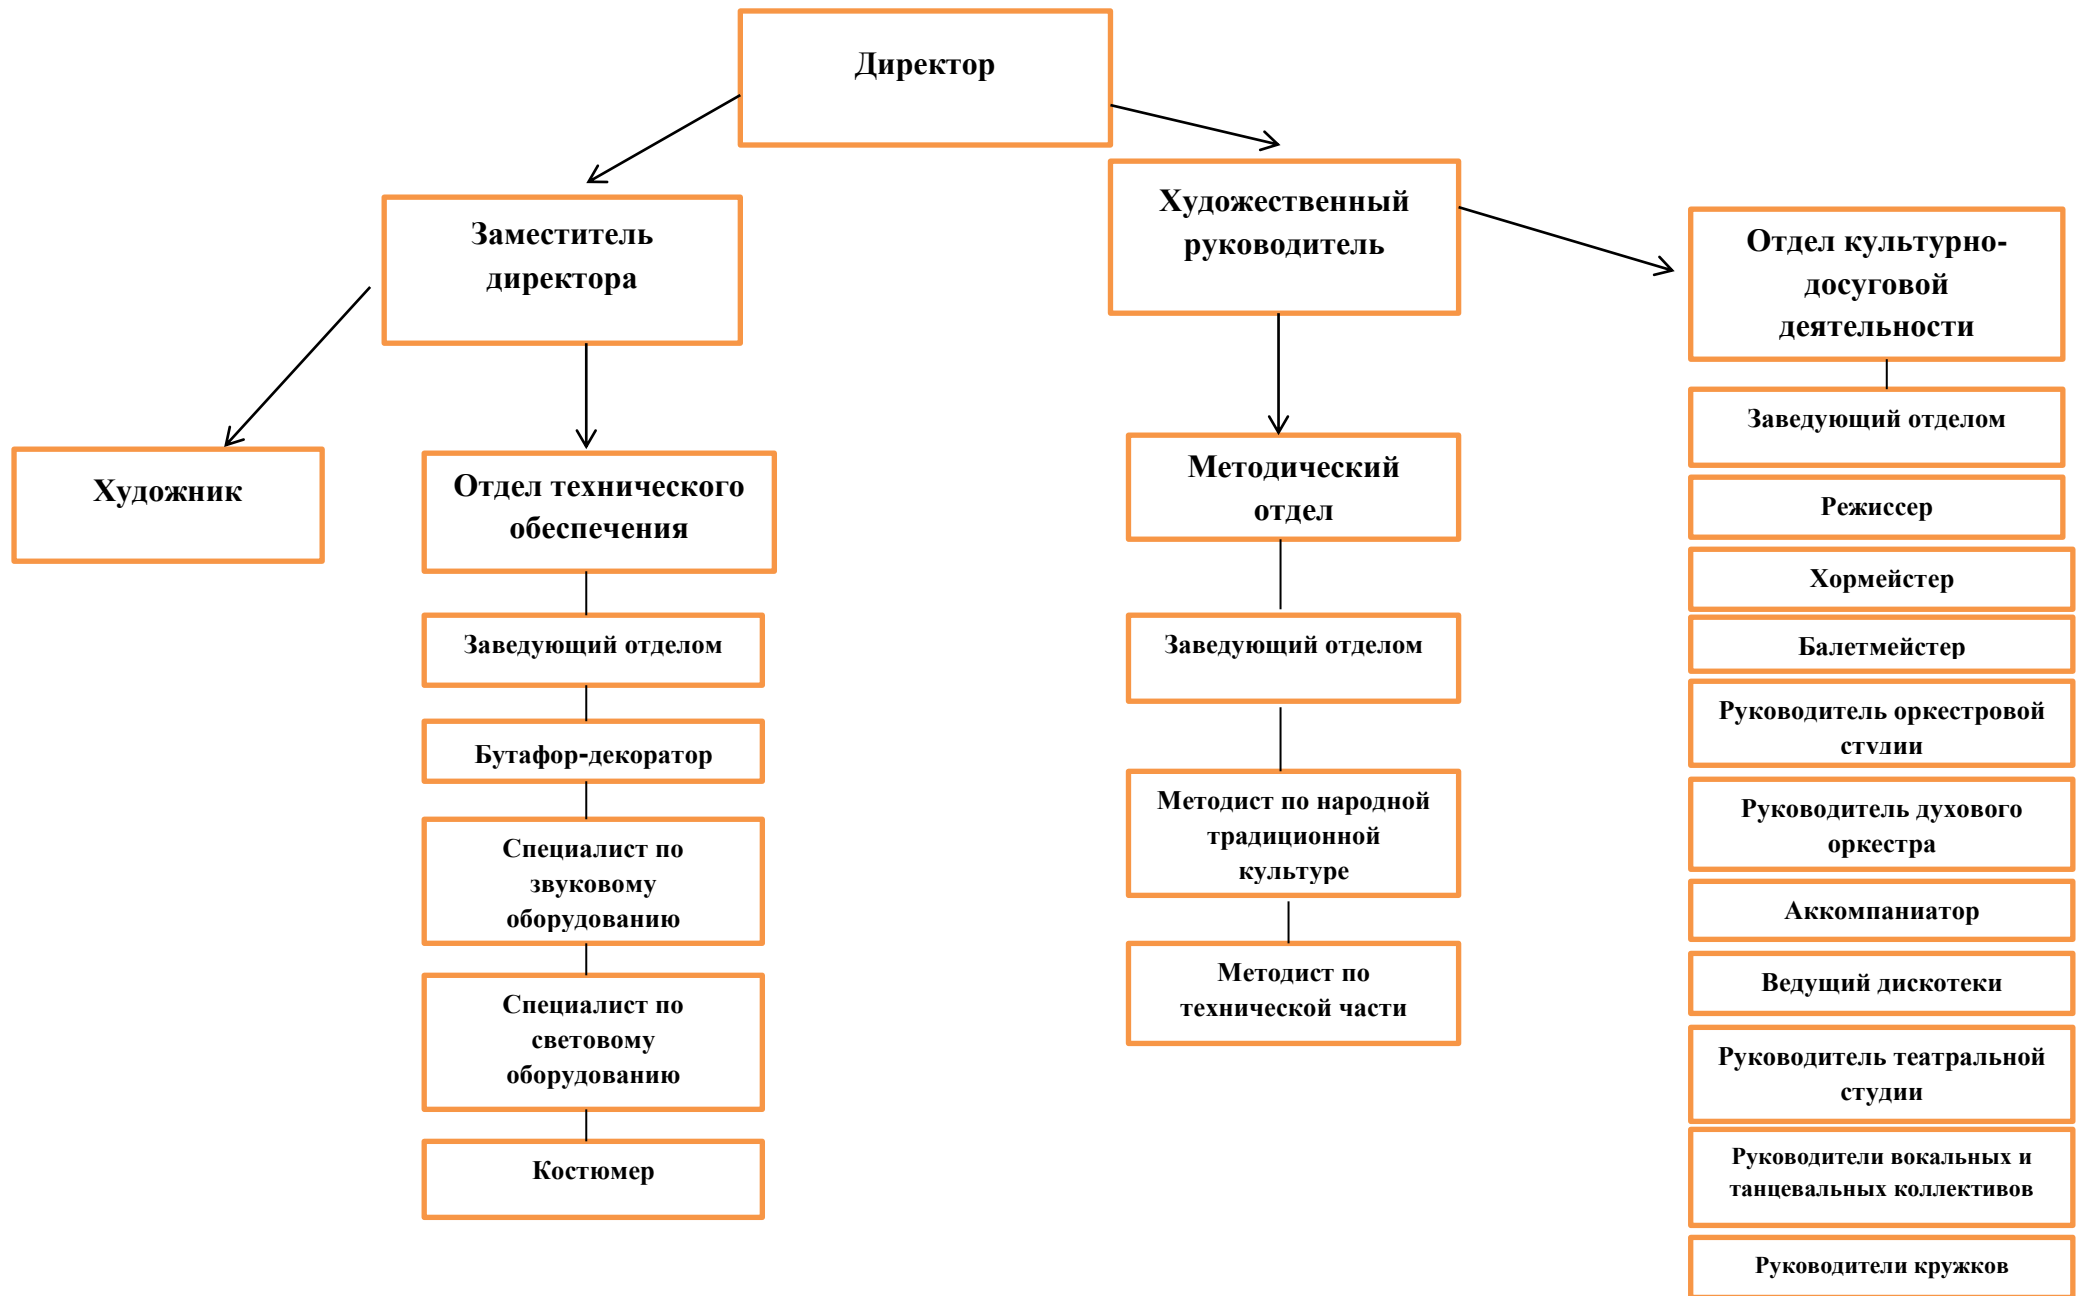 Директор
Заместитель
директора
Художественный
руководитель
Отдел культурно-
досуговой
деятельности
Художник
Отдел технического
обеспечения
Заведующий отделом
Бутафор-декоратор
Специалист по
звуковому
оборудованию
Специалист по
световому
оборудованию
Костюмер
Методический
отдел
Заведующий отделом
Методист по народной
традиционной
культуре
Методист по
технической части
Заведующий отделом
Режиссер
Хормейстер
Балетмейстер
Руководитель оркестровой
студии
Руководитель духового
оркестра
Аккомпаниатор
Ведущий дискотеки
Руководитель театральной
студии
Руководители вокальных и
танцевальных коллективов
Руководители кружков